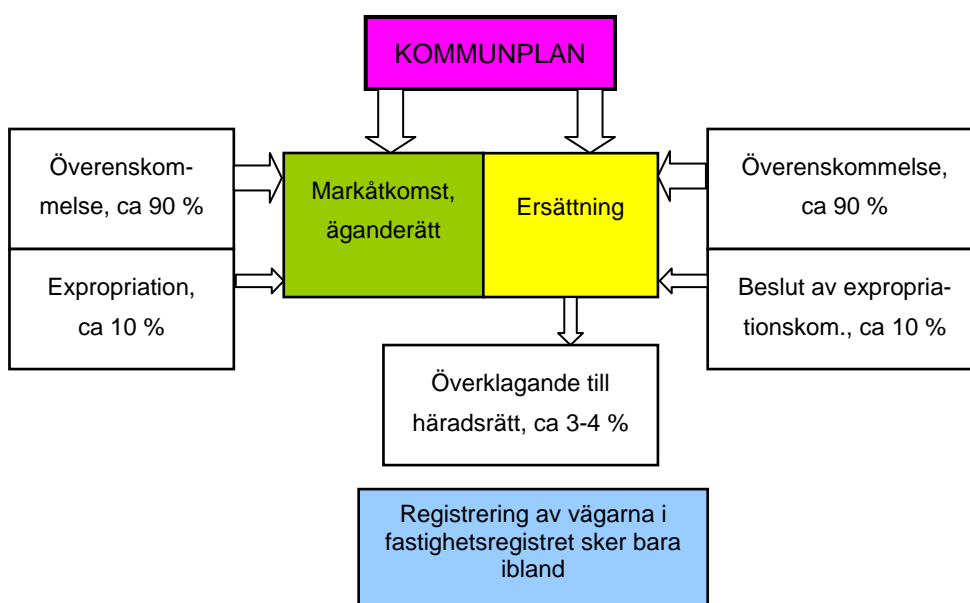 KOMMUNPLAN
Överenskom-
melse, ca 90 %
Expropriation,
ca 10 %
Markåtkomst,
äganderätt
Ersättning
Överenskommelse,
ca 90 %
Beslut av expropria-
tionskom., ca 10 %
Överklagande till
häradsrätt, ca 3-4 %
Registrering av vägarna i
fastighetsregistret sker bara
ibland